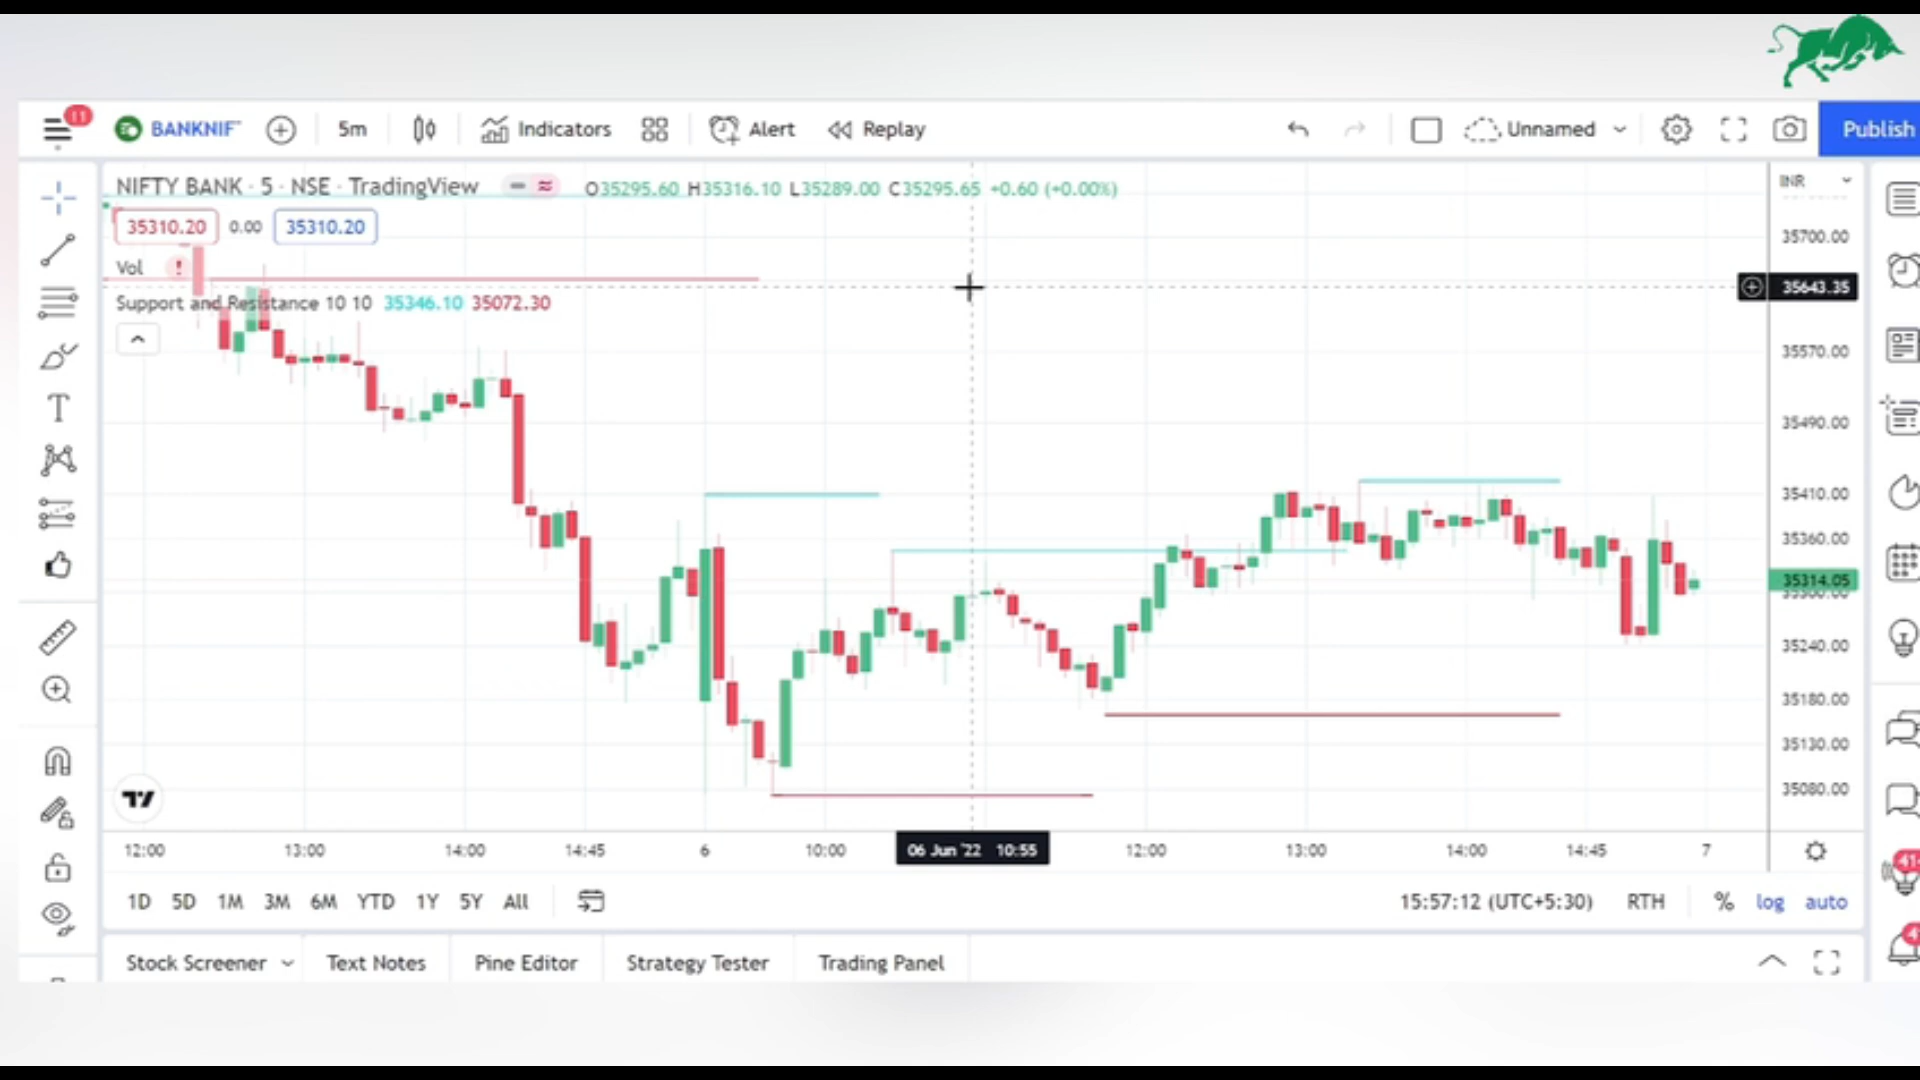 11
BANKNIF 5m Indicators Alert Replay Unnamed Publish
NIFTY BANK · 5 · NSE · TradingView O35295.60 H35316.10 L35289.00 C35295.65 +0.60 (+0.00%)
INR
35310.20 0.00 35310.20
Vol !
Support and Resistance 10 10 35346.10 35072.30
35700.00
35643.35
35570.00
35490.00
35410.00
35360.00
35314.05
35300.00
35240.00
35180.00
35130.00
35080.00
12:00 13:00 14:00 14:45 6 10:00 06 Jun '22 10:55 12:00 13:00 14:00 14:45 7
1D 5D 1M 3M 6M YTD 1Y 5Y All 15:57:12 (UTC+5:30) RTH % log auto
Stock Screener Text Notes Pine Editor Strategy Tester Trading Panel